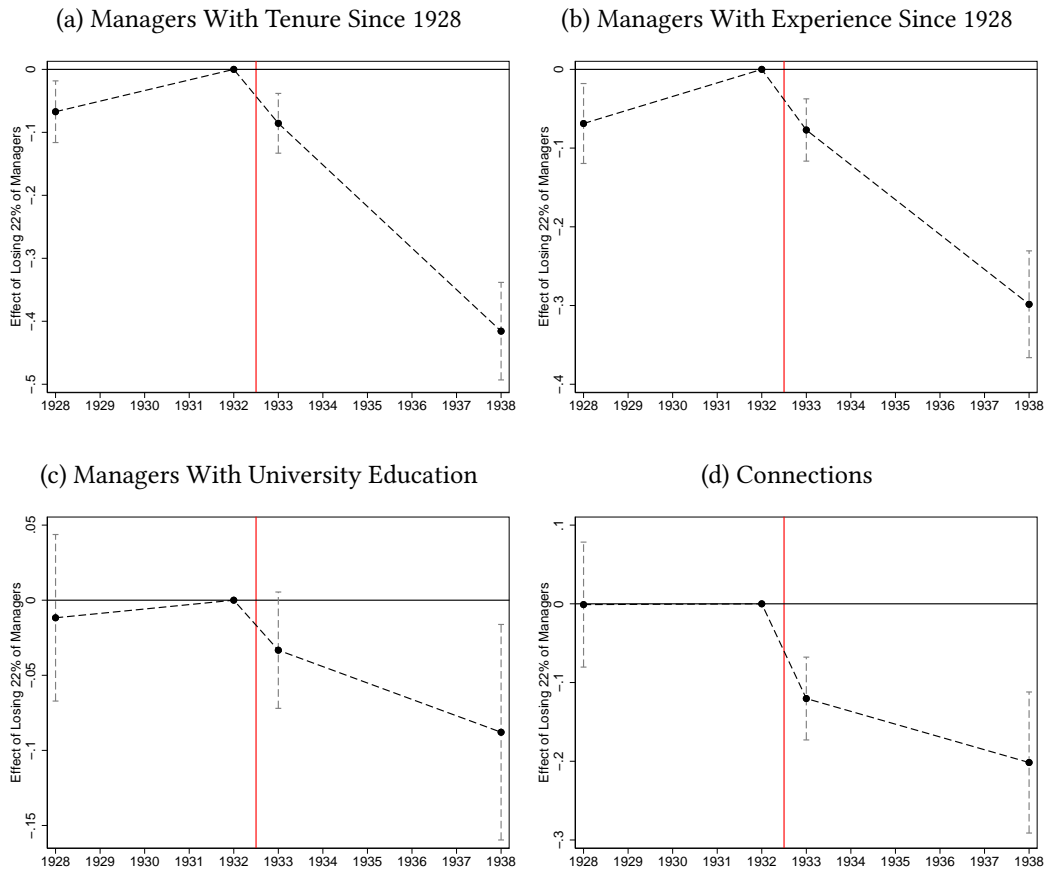 (a) Managers With Tenure Since 1928
(b) Managers With Experience Since 1928
Effect of Losing 22% of Managers
0
-.1
-.2
-.3
-.4
-.5
1928 1929 1930 1931 1932 1933 1934 1935 1936 1937 1938
Effect of Losing 22% of Managers
0
-.1
-.2
-.3
-.4
1928 1929 1930 1931 1932 1933 1934 1935 1936 1937 1938
(c) Managers With University Education
(d) Connections
Effect of Losing 22% of Managers
.05
0
-.05
-.1
-.15
1928 1929 1930 1931 1932 1933 1934 1935 1936 1937 1938
Effect of Losing 22% of Managers
.1
0
-.1
-.2
-.3
1928 1929 1930 1931 1932 1933 1934 1935 1936 1937 1938